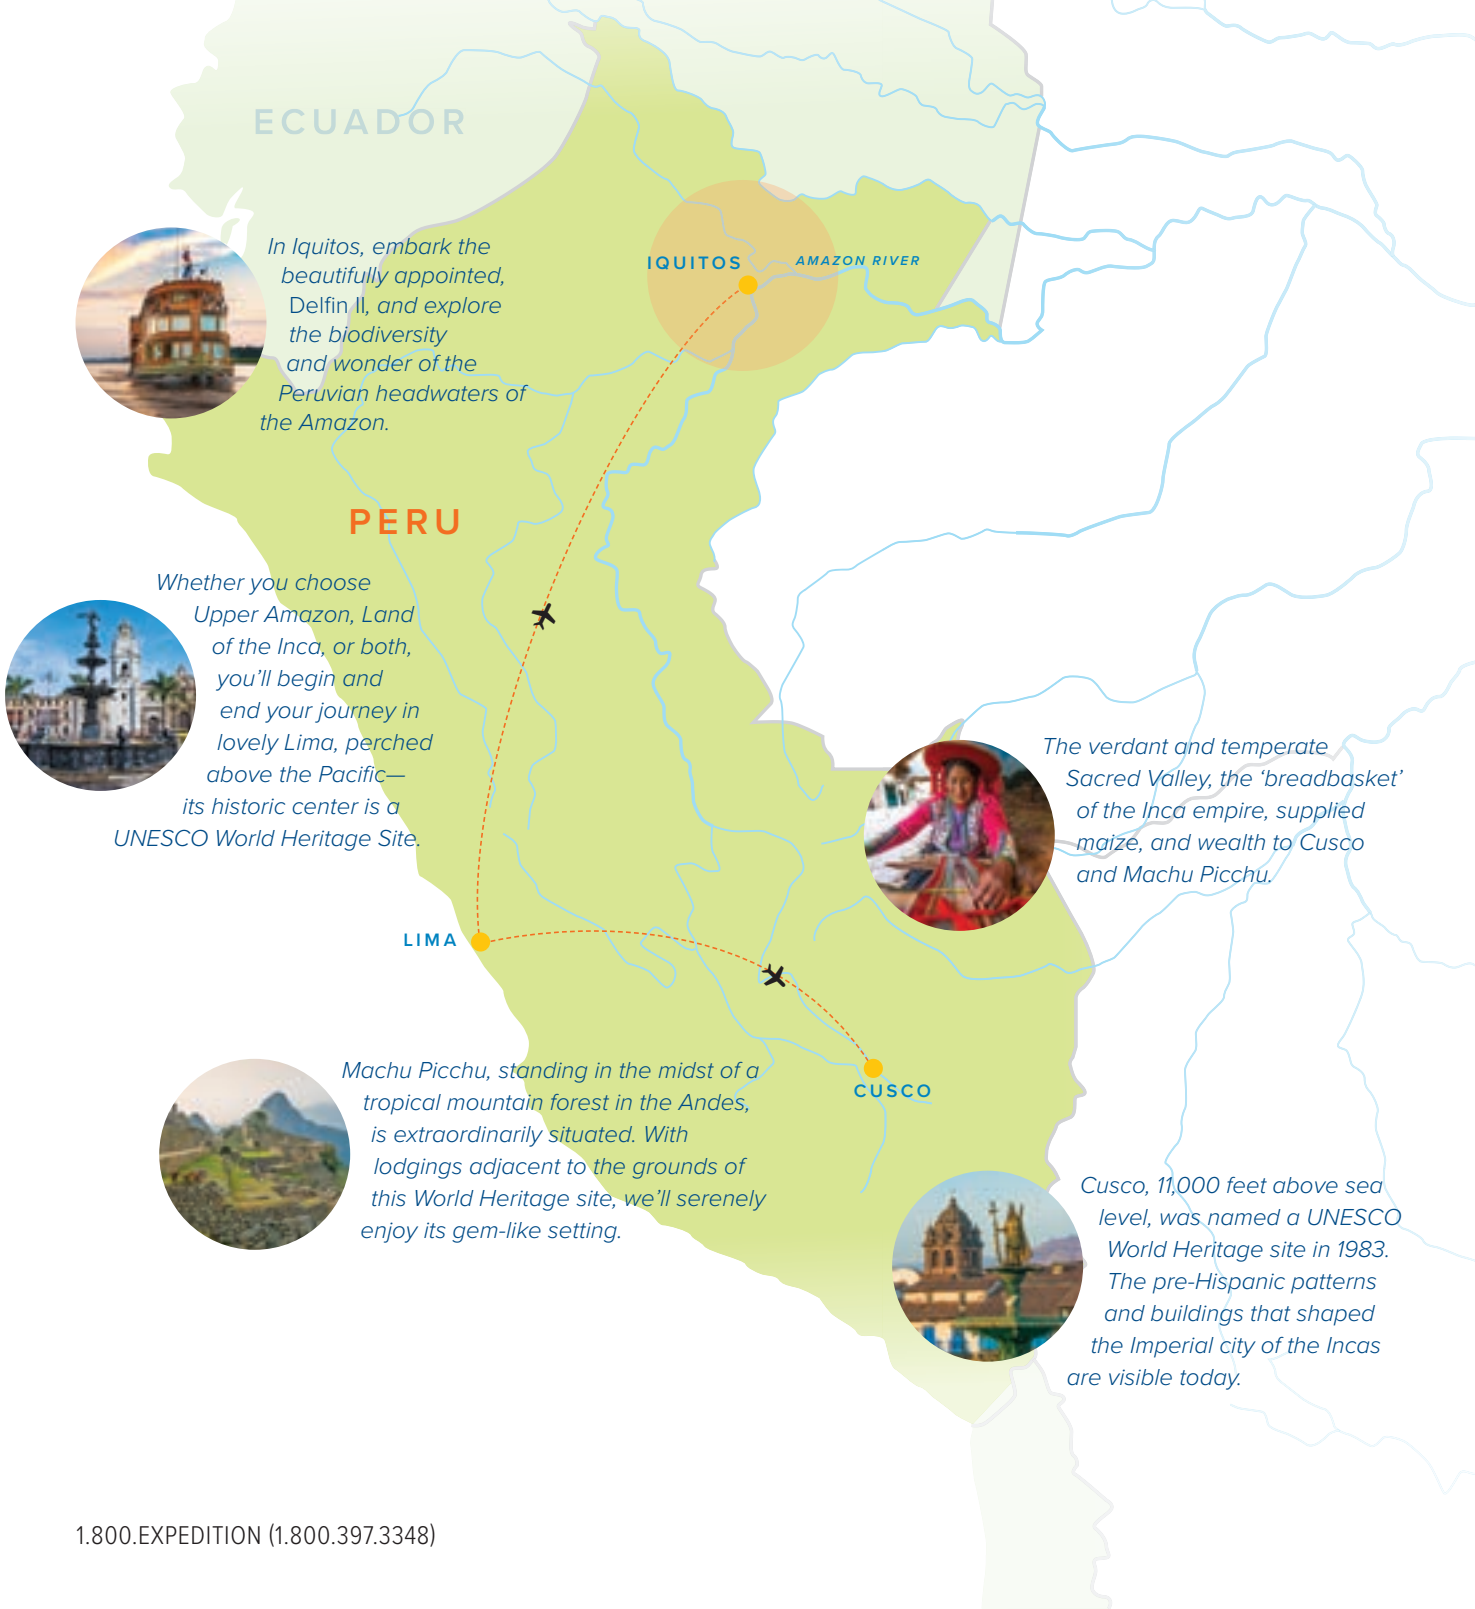 ECUADOR
In Iquitos, embark the
beautifully appointed,
Delfin II, and explore
the biodiversity
and wonder of the
Peruvian headwaters of
the Amazon.
IQUITOS
AMAZON RIVER
PERU
Whether you choose
Upper Amazon, Land
of the Inca, or both,
you’ll begin and
end your journey in
lovely Lima, perched
above the Pacific—
its historic center is a
UNESCO World Heritage Site.
The verdant and temperate
Sacred Valley, the ‘breadbasket’
of the Inca empire, supplied
maize, and wealth to Cusco
and Machu Picchu.
LIMA
CUSCO
Machu Picchu, standing in the midst of a
tropical mountain forest in the Andes,
is extraordinarily situated. With
lodgings adjacent to the grounds of
this World Heritage site, we’ll serenely
enjoy its gem-like setting.
Cusco, 11,000 feet above sea
level, was named a UNESCO
World Heritage site in 1983.
The pre-Hispanic patterns
and buildings that shaped
the Imperial city of the Incas
are visible today.
1.800.EXPEDITION (1.800.397.3348)